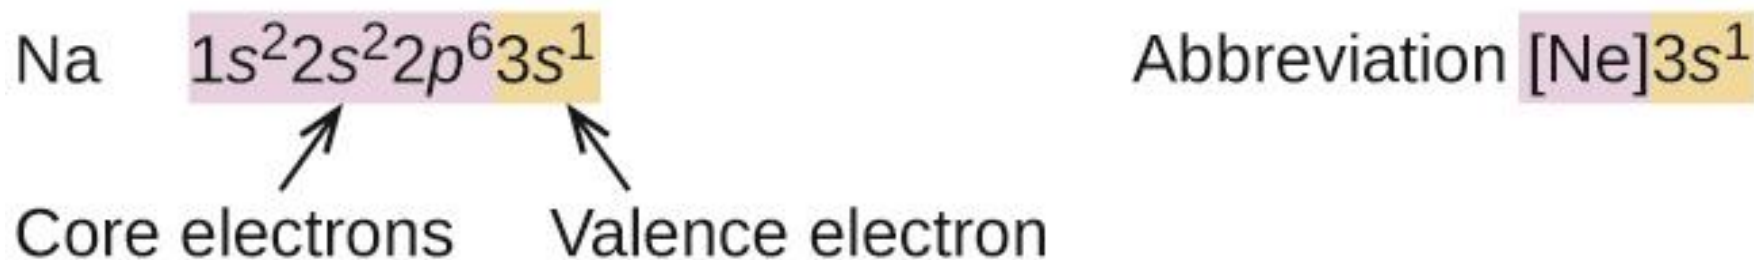 Na 1s²2s²2p⁶3s¹ Abbreviation [Ne]3s¹
Core electrons Valence electron